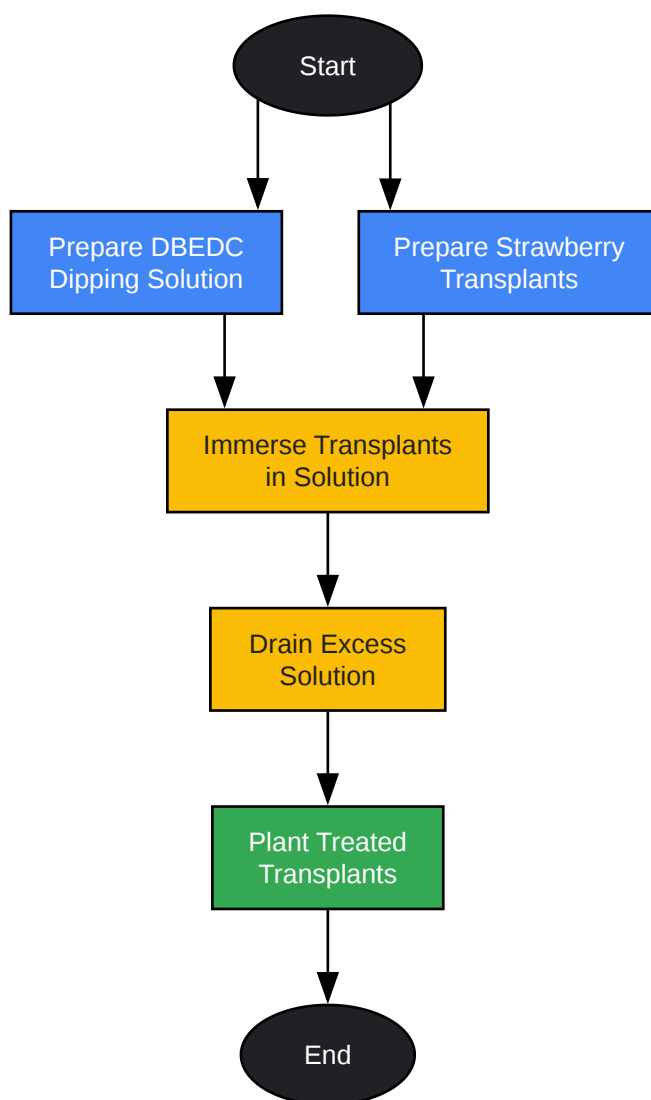 Start
Prepare DBEDC
Dipping Solution
Prepare Strawberry
Transplants
Immerse Transplants
in Solution
Drain Excess
Solution
Plant Treated
Transplants
End